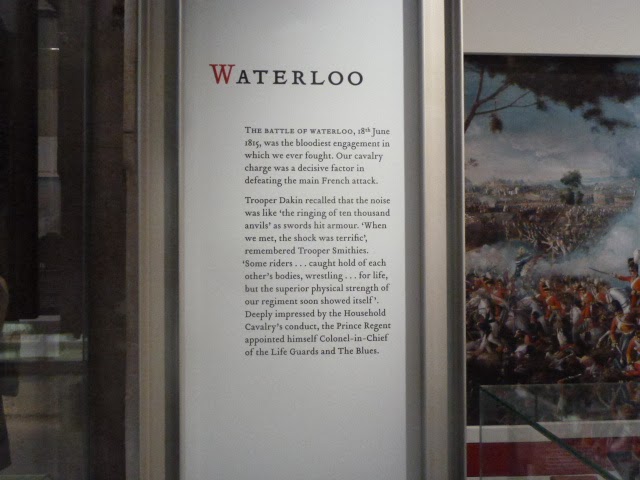 WATERLOO
THE BATTLE OF WATERLOO, 18th June
1815, was the bloodiest engagement in
which we ever fought. Our cavalry
charge was a decisive factor in
defeating the main French attack.
Trooper Dakin recalled that the noise
was like ‘the ringing of ten thousand
anvils’ as swords hit armour. ‘When
we met, the shock was terrific’,
remembered Trooper Smithies.
‘Some riders . . . caught hold of each
other’s bodies, wrestling . . . for life,
but the superior physical strength of
our regiment soon showed itself’.
Deeply impressed by the Household
Cavalry’s conduct, the Prince Regent
appointed himself Colonel-in-Chief
of the Life Guards and The Blues.